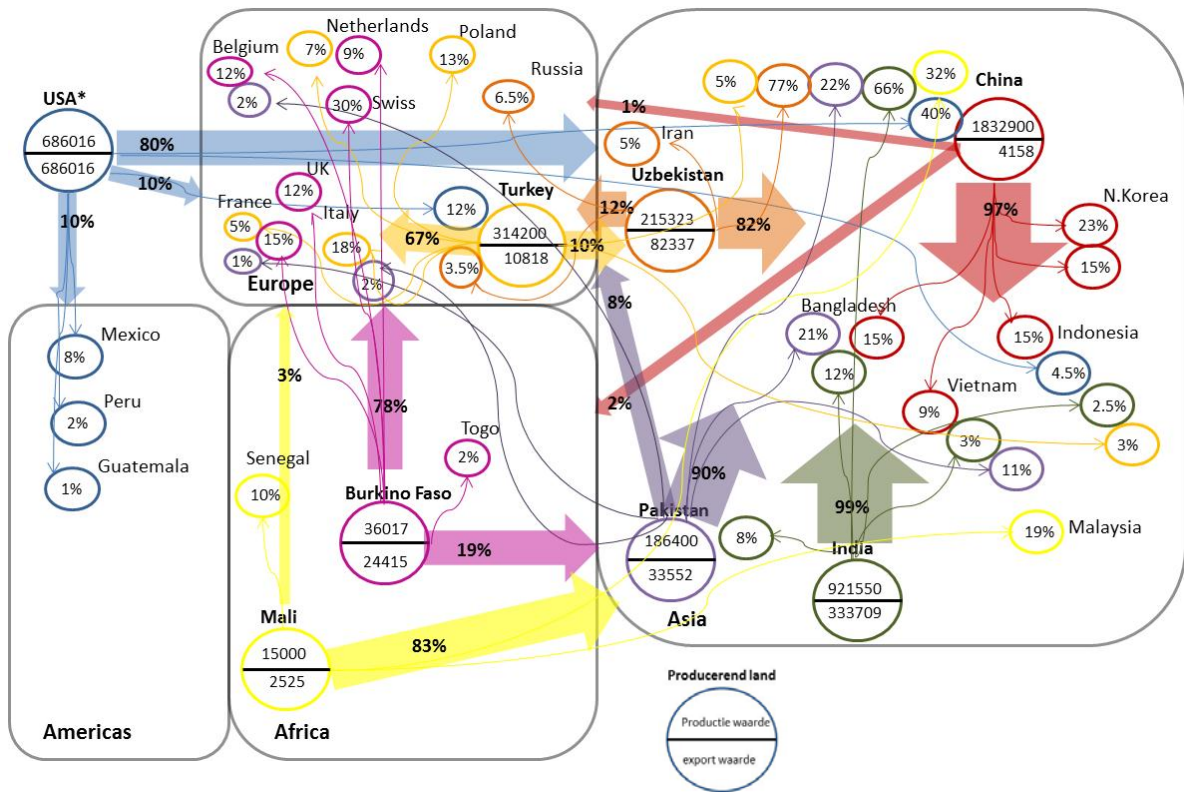 Netherlands
Poland
Belgium
7%
9%
13%
12%
2%
30%
Swiss
Russia
6.5%
5%
77%
22%
66%
32%
China
40%
1832900
4158
1%
USA*
686016
686016
80%
10%
10%
5%
Iran
UK
12%
France
Italy
5%
15%
18%
1%
2%
Europe
67%
12%
Turkey
314200
10818
3.5%
10%
12%
Uzbekistan
215323
82337
82%
97%
N.Korea
23%
15%
8%
2%
Bangladesh
21%
15%
12%
15%
Indonesia
4.5%
Vietnam
9%
2.5%
3%
3%
11%
Mexico
8%
Peru
2%
Guatemala
1%
3%
78%
Togo
2%
Senegal
10%
Burkino Faso
36017
24415
19%
90%
Pakistan
186400
33552
8%
99%
India
921550
333709
19%
Malaysia
Asia
Mali
15000
2525
83%
Americas
Africa
Producerend land
Productie waarde
export waarde